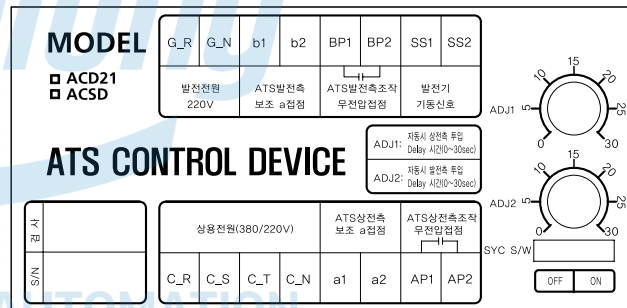 MODEL
ACD21
ACSD
G_R G_N b1 b2 BP1 BP2 SS1 SS2
발전전원
220V
ATS발전측
보조 a접점
ATS발전측조작
무전압접점
발전기
기동신호
ATS CONTROL DEVICE
ADJ1: 자동시 상전측 투입
Delay 시간(0~30sec)
ADJ2: 자동시 발전측 투입
Delay 시간(0~30sec)
ADJ1
0 5 10 15 20 25 30
ADJ2
0 5 10 15 20 25 30
SYC S/W
OFF ON
검 사
S/N
상용전원(380/220V)
ATS상전측
보조 a접점
ATS상전측조작
무전압접점
C_R C_S C_T C_N a1 a2 AP1 AP2
AUTOMATION